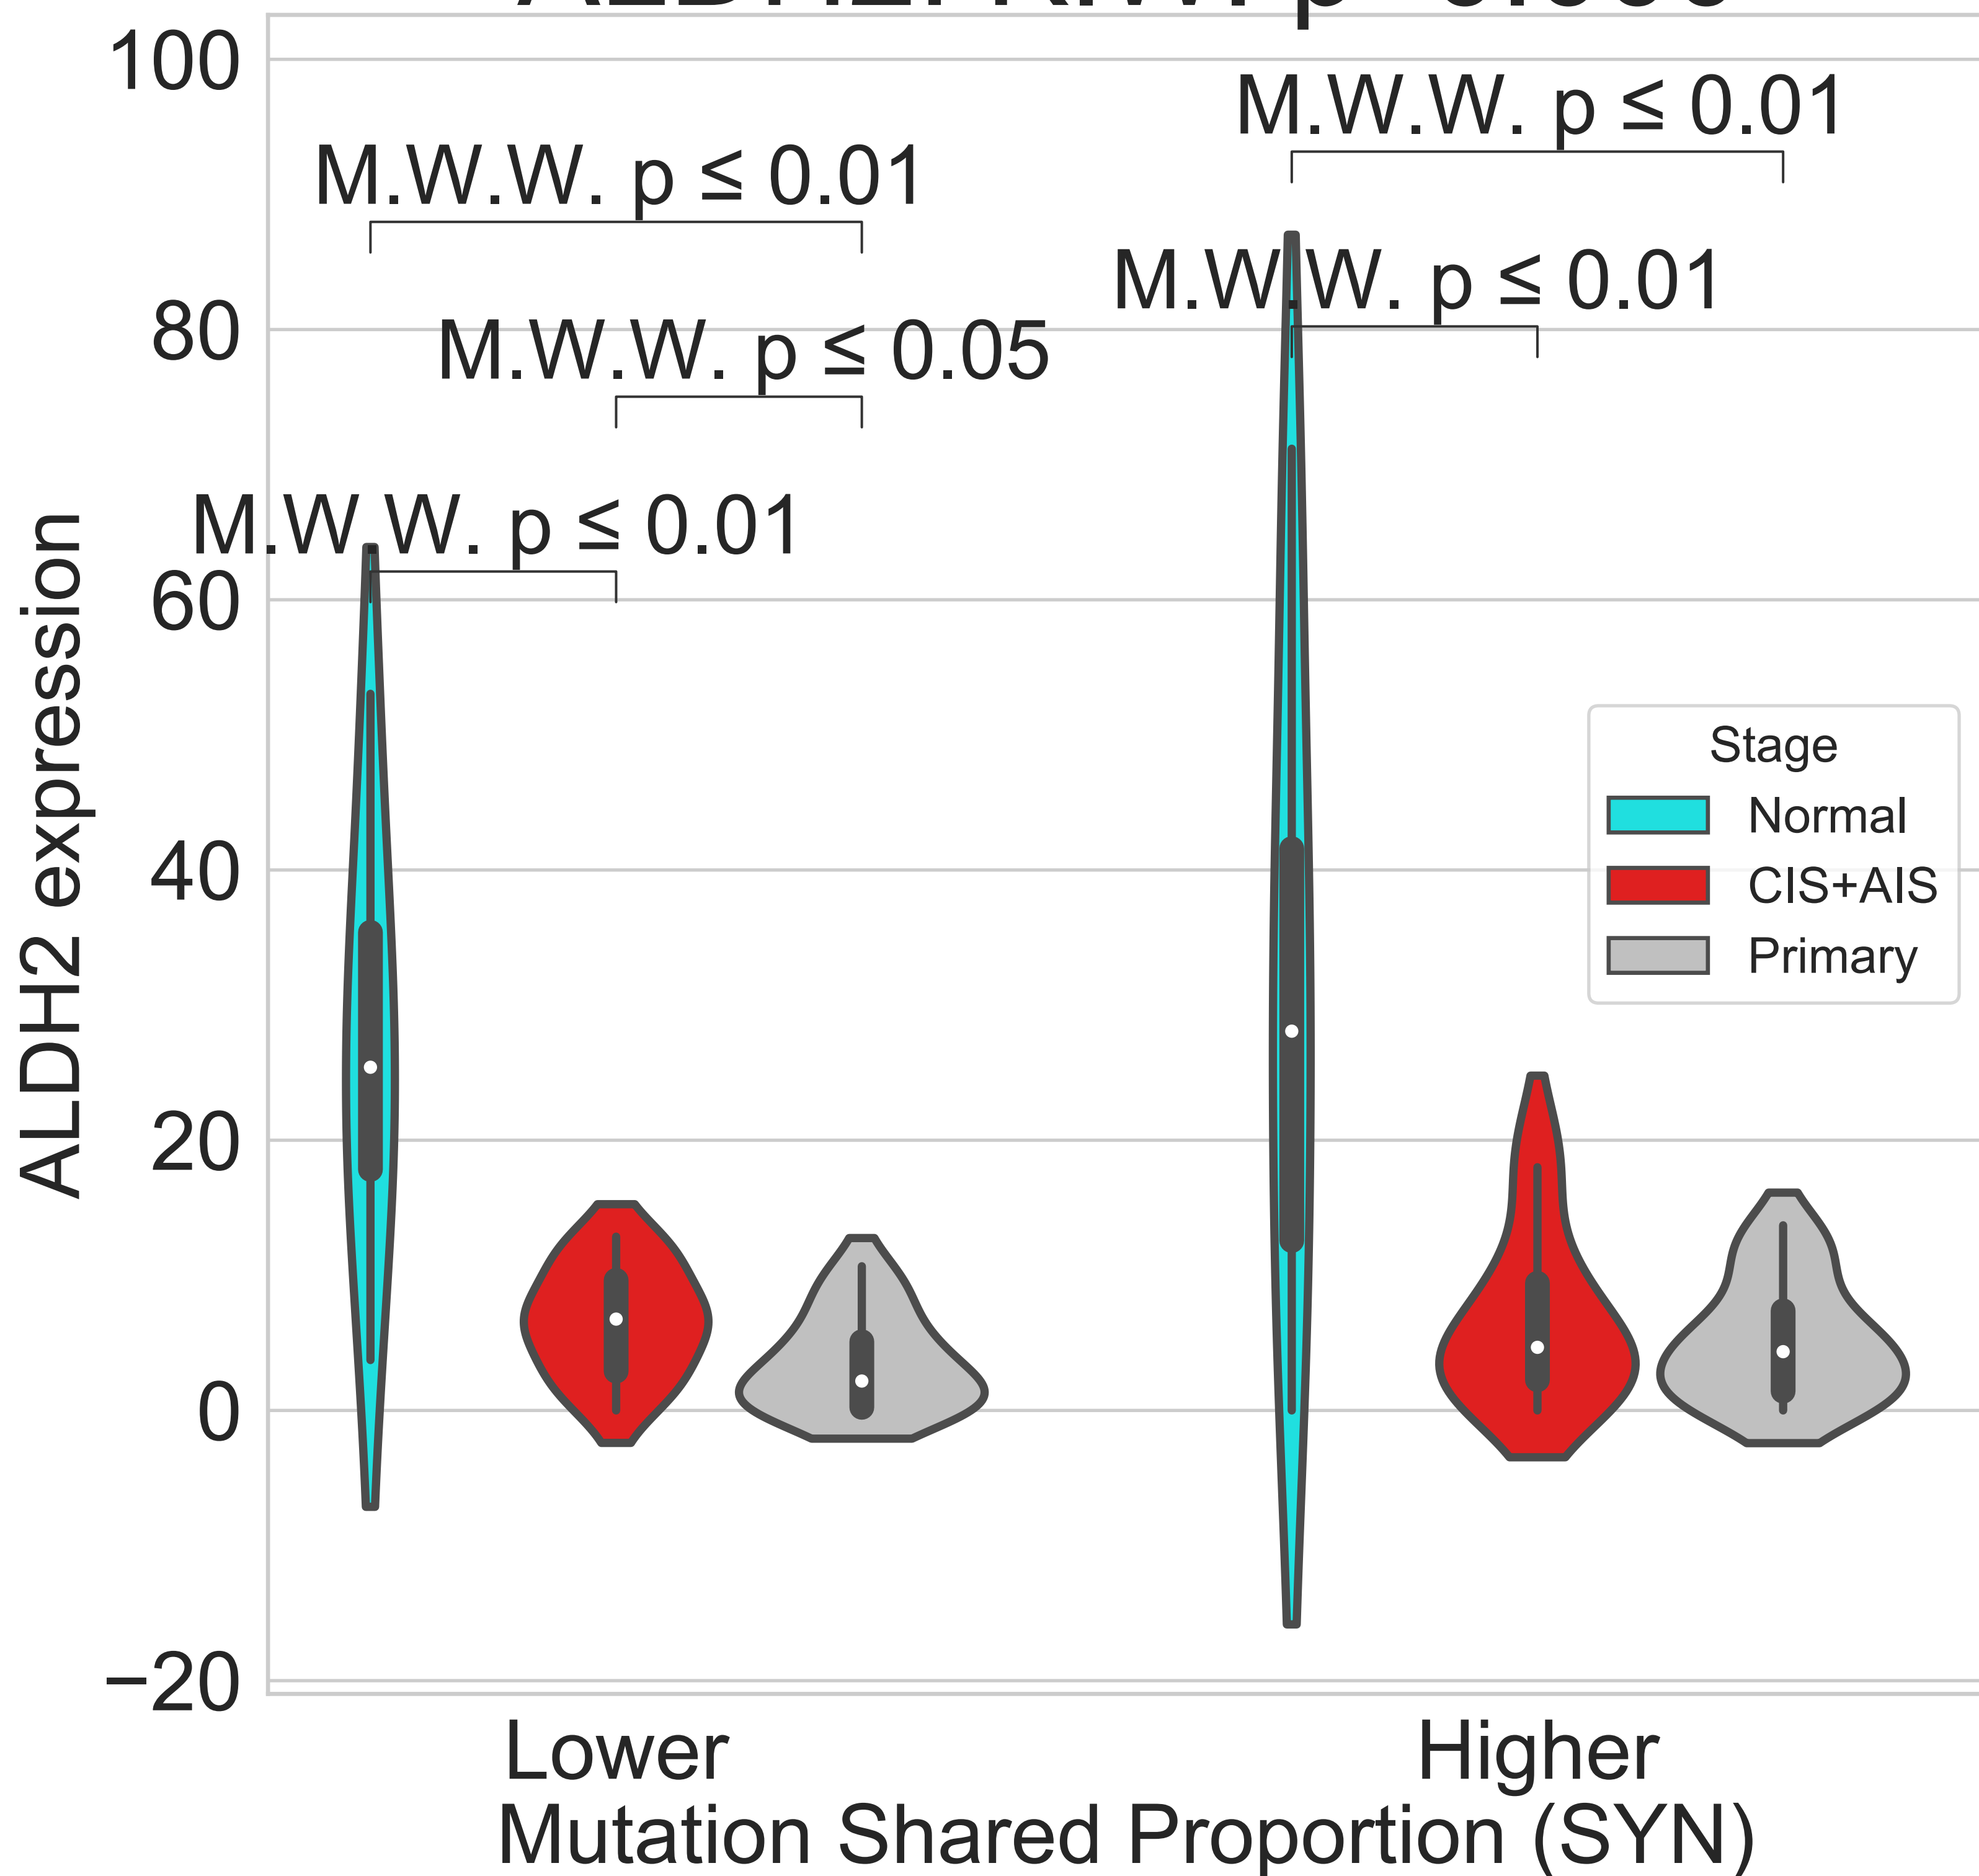 100
M.W.W. p ≤ 0.01
M.W.W. p ≤ 0.01
M.W.W. p ≤ 0.01
80
M.W.W. p ≤ 0.05
M.W.W. p ≤ 0.01
60
ALDH2 expression
Stage
Normal
CIS+AIS
Primary
40
20
0
−20
Lower
Higher
Mutation Shared Proportion (SYN)